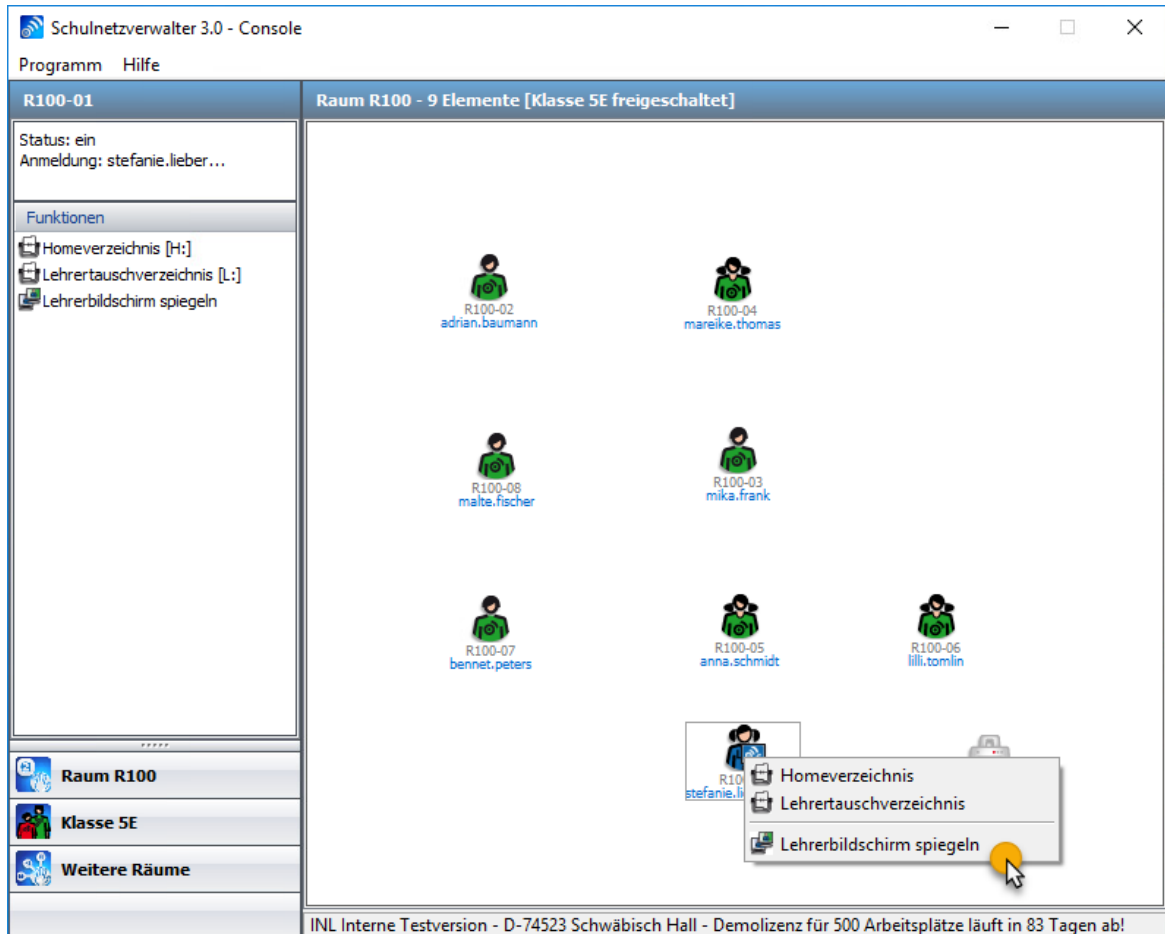 Schulnetzverwalter 3.0 - Console
Programm Hilfe
R100-01
Status: ein
Anmeldung: stefanie.lieber...
Funktionen
Homeverzeichnis [H:]
Lehrertauschverzeichnis [L:]
Lehrerbildschirm spiegeln
Raum R100
Klasse 5E
Weitere Räume
Raum R100 - 9 Elemente [Klasse 5E freigeschaltet]
R100-02
adrian.baumann
R100-04
mareike.thomas
R100-08
malte.fischer
R100-03
mika.frank
R100-07
bennet.peters
R100-05
anna.schmidt
R100-06
lilli.tomlin
Homeverzeichnis
Lehrertauschverzeichnis
Lehrerbildschirm spiegeln
INL Interne Testversion - D-74523 Schwäbisch Hall - Demolizenz für 500 Arbeitsplätze läuft in 83 Tagen ab!